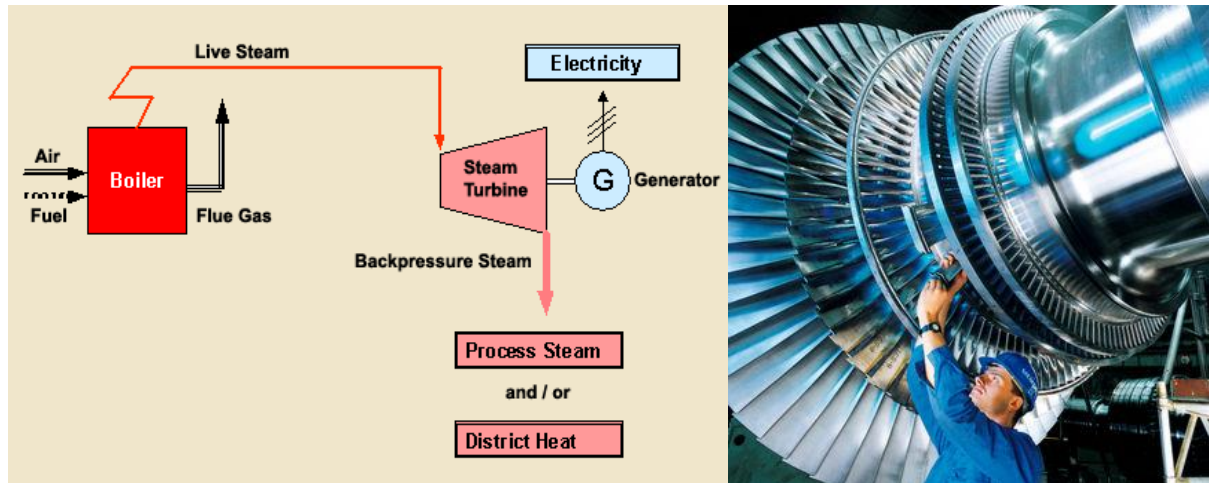 Live Steam
Electricity
Air
Boiler
Steam
Turbine
G
Generator
Fuel
Flue Gas
Backpressure Steam
Process Steam
and / or
District Heat